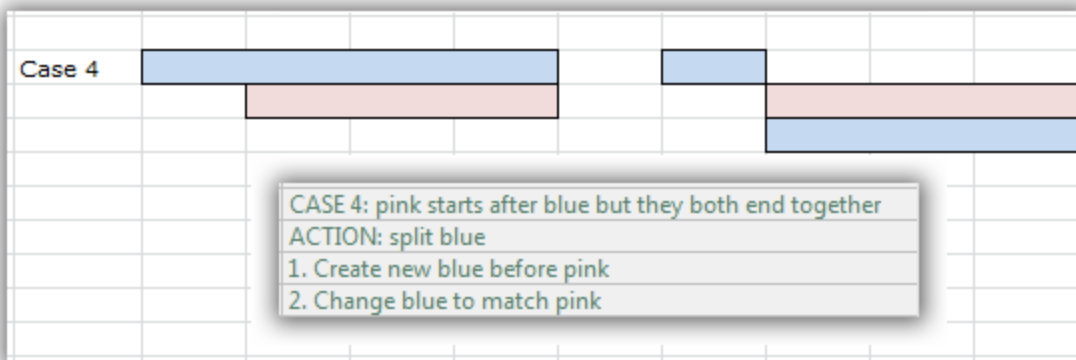 Case 4
CASE 4: pink starts after blue but they both end together
ACTION: split blue
1. Create new blue before pink
2. Change blue to match pink